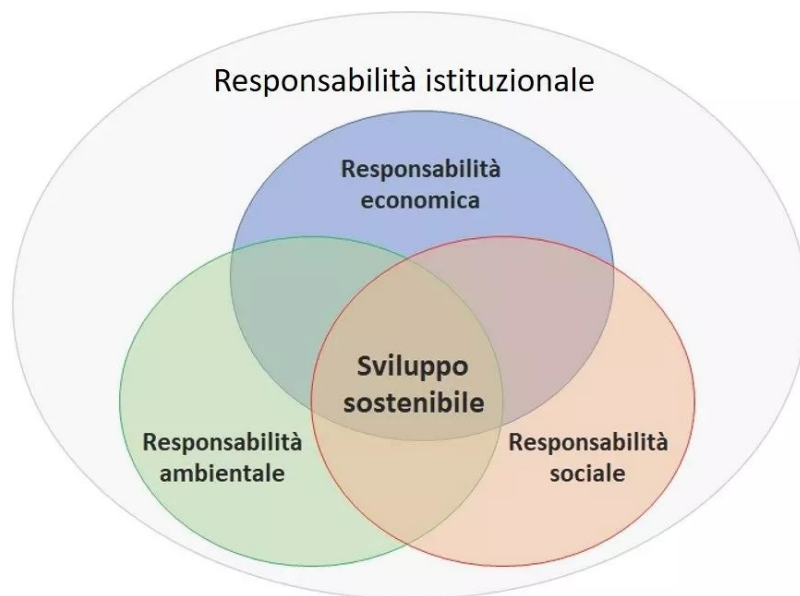 Responsabilità istituzionale
Responsabilità
economica
Sviluppo
sostenibile
Responsabilità
ambientale
Responsabilità
sociale